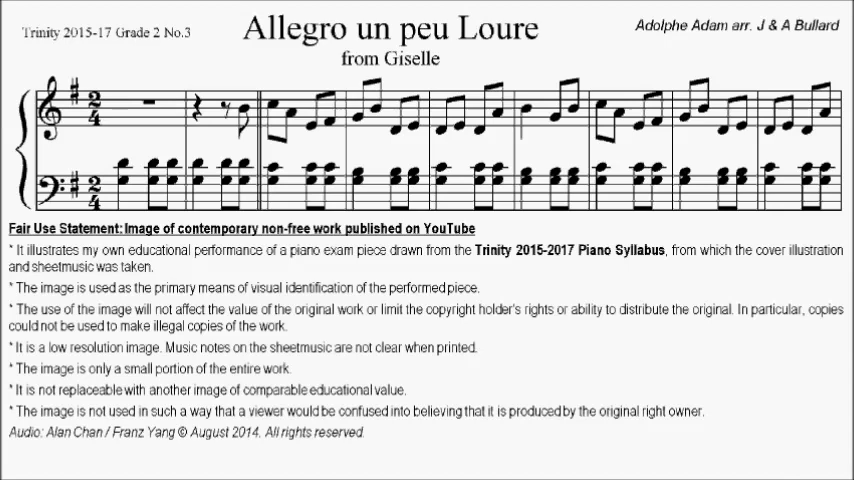 Trinity 2015-17 Grade 2 No.3
Allegro un peu Loure
Adolphe Adam arr. J & A Bullard
from Giselle
2
4
2
4
Fair Use Statement: Image of contemporary non-free work published on YouTube
* It illustrates my own educational performance of a piano exam piece drawn from the Trinity 2015-2017 Piano Syllabus, from which the cover illustration
and sheetmusic was taken.
* The image is used as the primary means of visual identification of the performed piece.
* The use of the image will not affect the value of the original work or limit the copyright holder's rights or ability to distribute the original. In particular, copies
could not be used to make illegal copies of the work.
* It is a low resolution image. Music notes on the sheetmusic are not clear when printed.
* The image is only a small portion of the entire work.
* It is not replaceable with another image of comparable educational value.
* The image is not used in such a way that a viewer would be confused into believing that it is produced by the original right owner.
Audio: Alan Chan / Franz Yang © August 2014. All rights reserved.